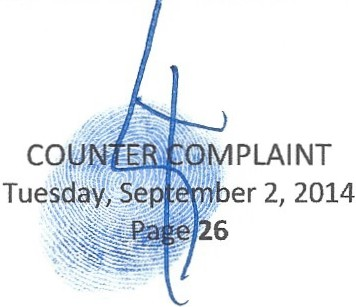 COUNTER COMPLAINT
Tuesday, September 2, 2014
Page 26